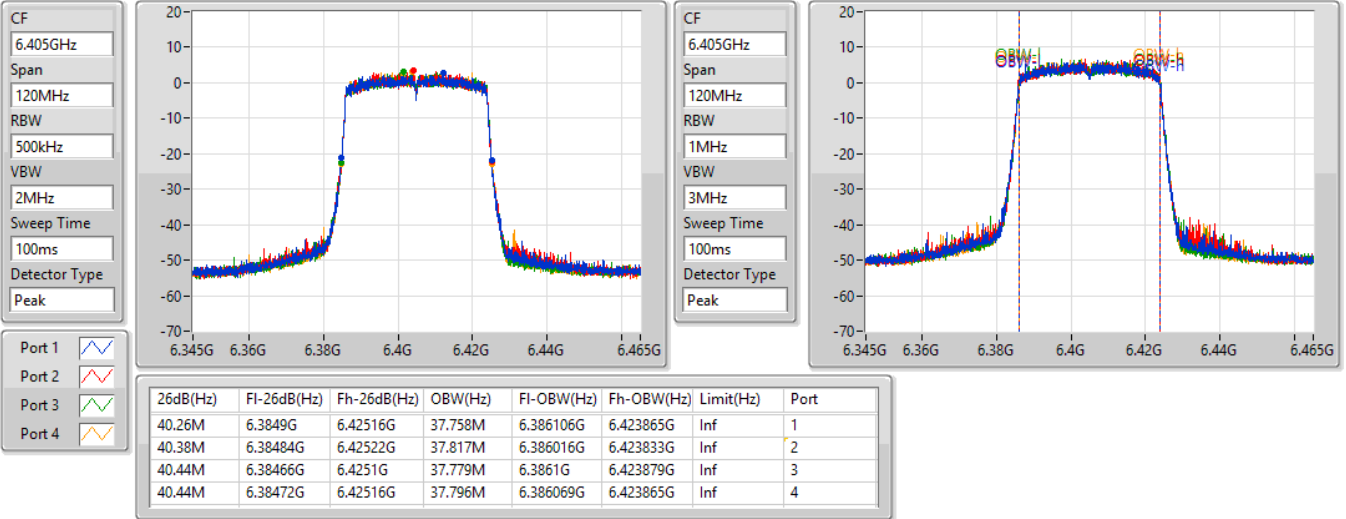 CF
6.405GHz
Span
120MHz
RBW
500kHz
VBW
2MHz
Sweep Time
100ms
Detector Type
Peak
20
10
0
-10
-20
-30
-40
-50
-60
-70
6.345G 6.36G 6.38G 6.4G 6.42G 6.44G 6.465G
CF
6.405GHz
Span
120MHz
RBW
1MHz
VBW
3MHz
Sweep Time
100ms
Detector Type
Peak
20
10
0
-10
-20
-30
-40
-50
-60
-70
OBW-l OBW-h
6.345G 6.36G 6.38G 6.4G 6.42G 6.44G 6.465G
Port 1
Port 2
Port 3
Port 4
26dB(Hz) Fl-26dB(Hz) Fh-26dB(Hz) OBW(Hz) Fl-OBW(Hz) Fh-OBW(Hz) Limit(Hz) Port
40.26M 6.3849G 6.42516G 37.758M 6.386106G 6.423865G Inf 1
40.38M 6.38484G 6.42522G 37.817M 6.386016G 6.423833G Inf 2
40.44M 6.38466G 6.4251G 37.779M 6.3861G 6.423879G Inf 3
40.44M 6.38472G 6.42516G 37.796M 6.386069G 6.423865G Inf 4